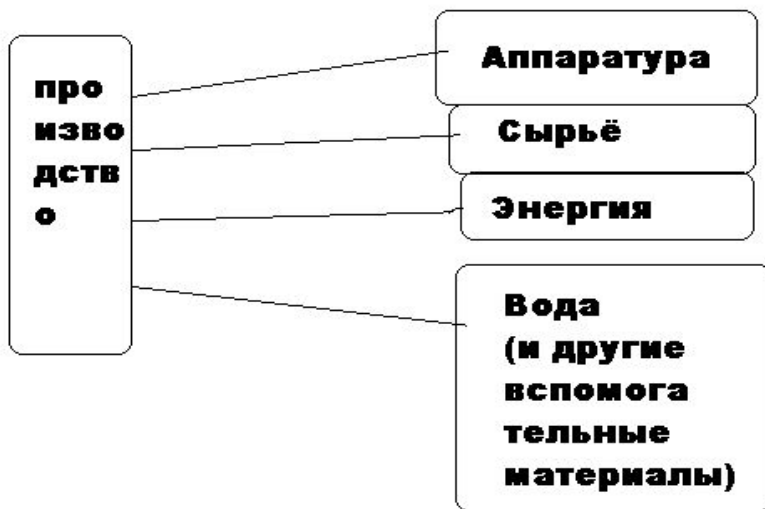 про
изво
дств
о
Аппаратура
Сырьё
Энергия
Вода
(и другие
вспомога
тельные
материалы)